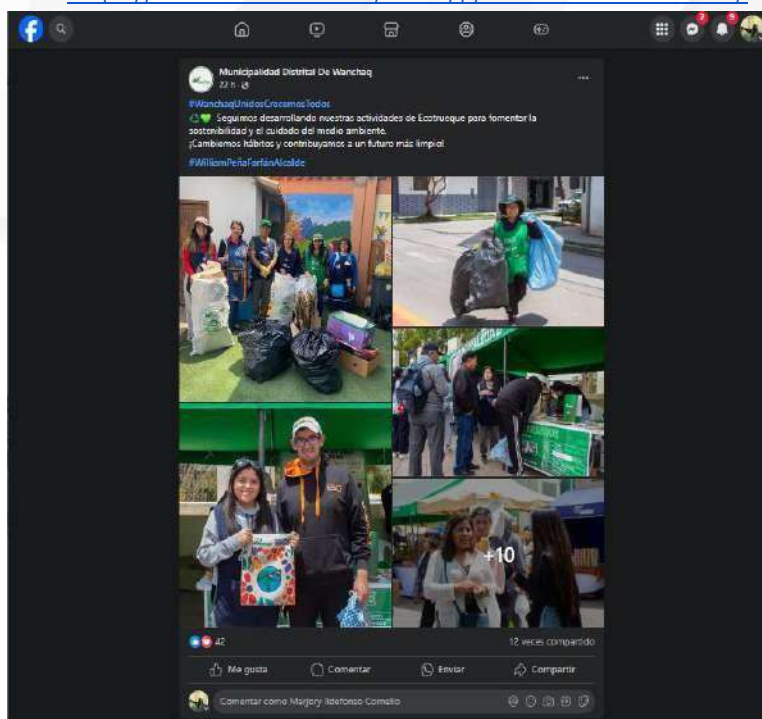 Municipalidad Distrital De Wanchaq
22 h
#WanchaqUnidosCrecemosTodos
Seguimos desarrollando nuestras actividades de Ecotrueque para fomentar la
sostenibilidad y el cuidado del medio ambiente.
¡Cambiemos hábitos y contribuyamos a un futuro más limpio!
#WilliamPeñaFarfánAlcalde
+10
42
12 veces compartido
Me gusta
Comentar
Enviar
Compartir
Comentar como Marjory Ildefonso Cornelio